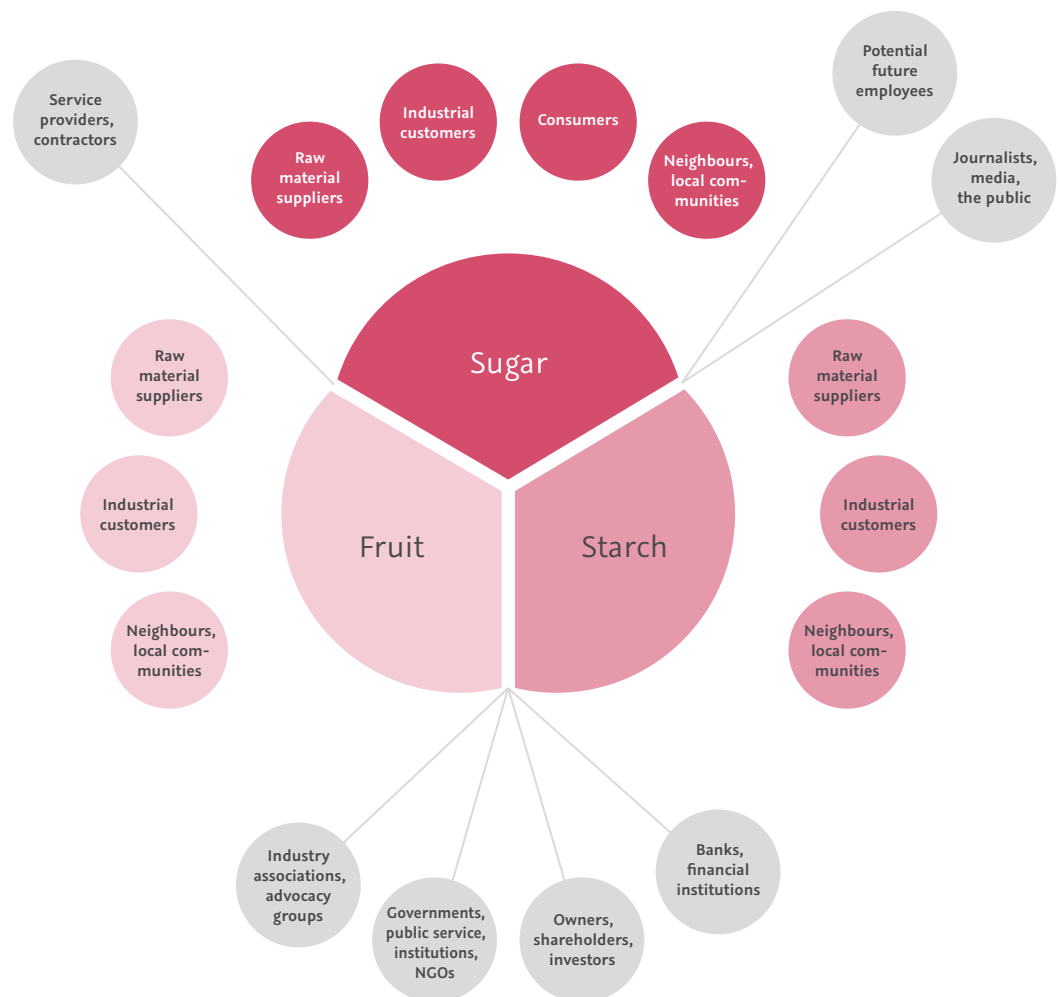 Potential
future
employees
Service
providers,
contractors
Industrial
customers
Consumers
Raw
material
suppliers
Neighbours,
local com-
munities
Journalists,
media,
the public
Sugar
Raw
material
suppliers
Raw
material
suppliers
Industrial
customers
Industrial
customers
Fruit
Starch
Neighbours,
local com-
munities
Neighbours,
local com-
munities
Industry
associations,
advocacy
groups
Governments,
public service,
institutions,
NGOs
Owners,
shareholders,
investors
Banks,
financial
institutions